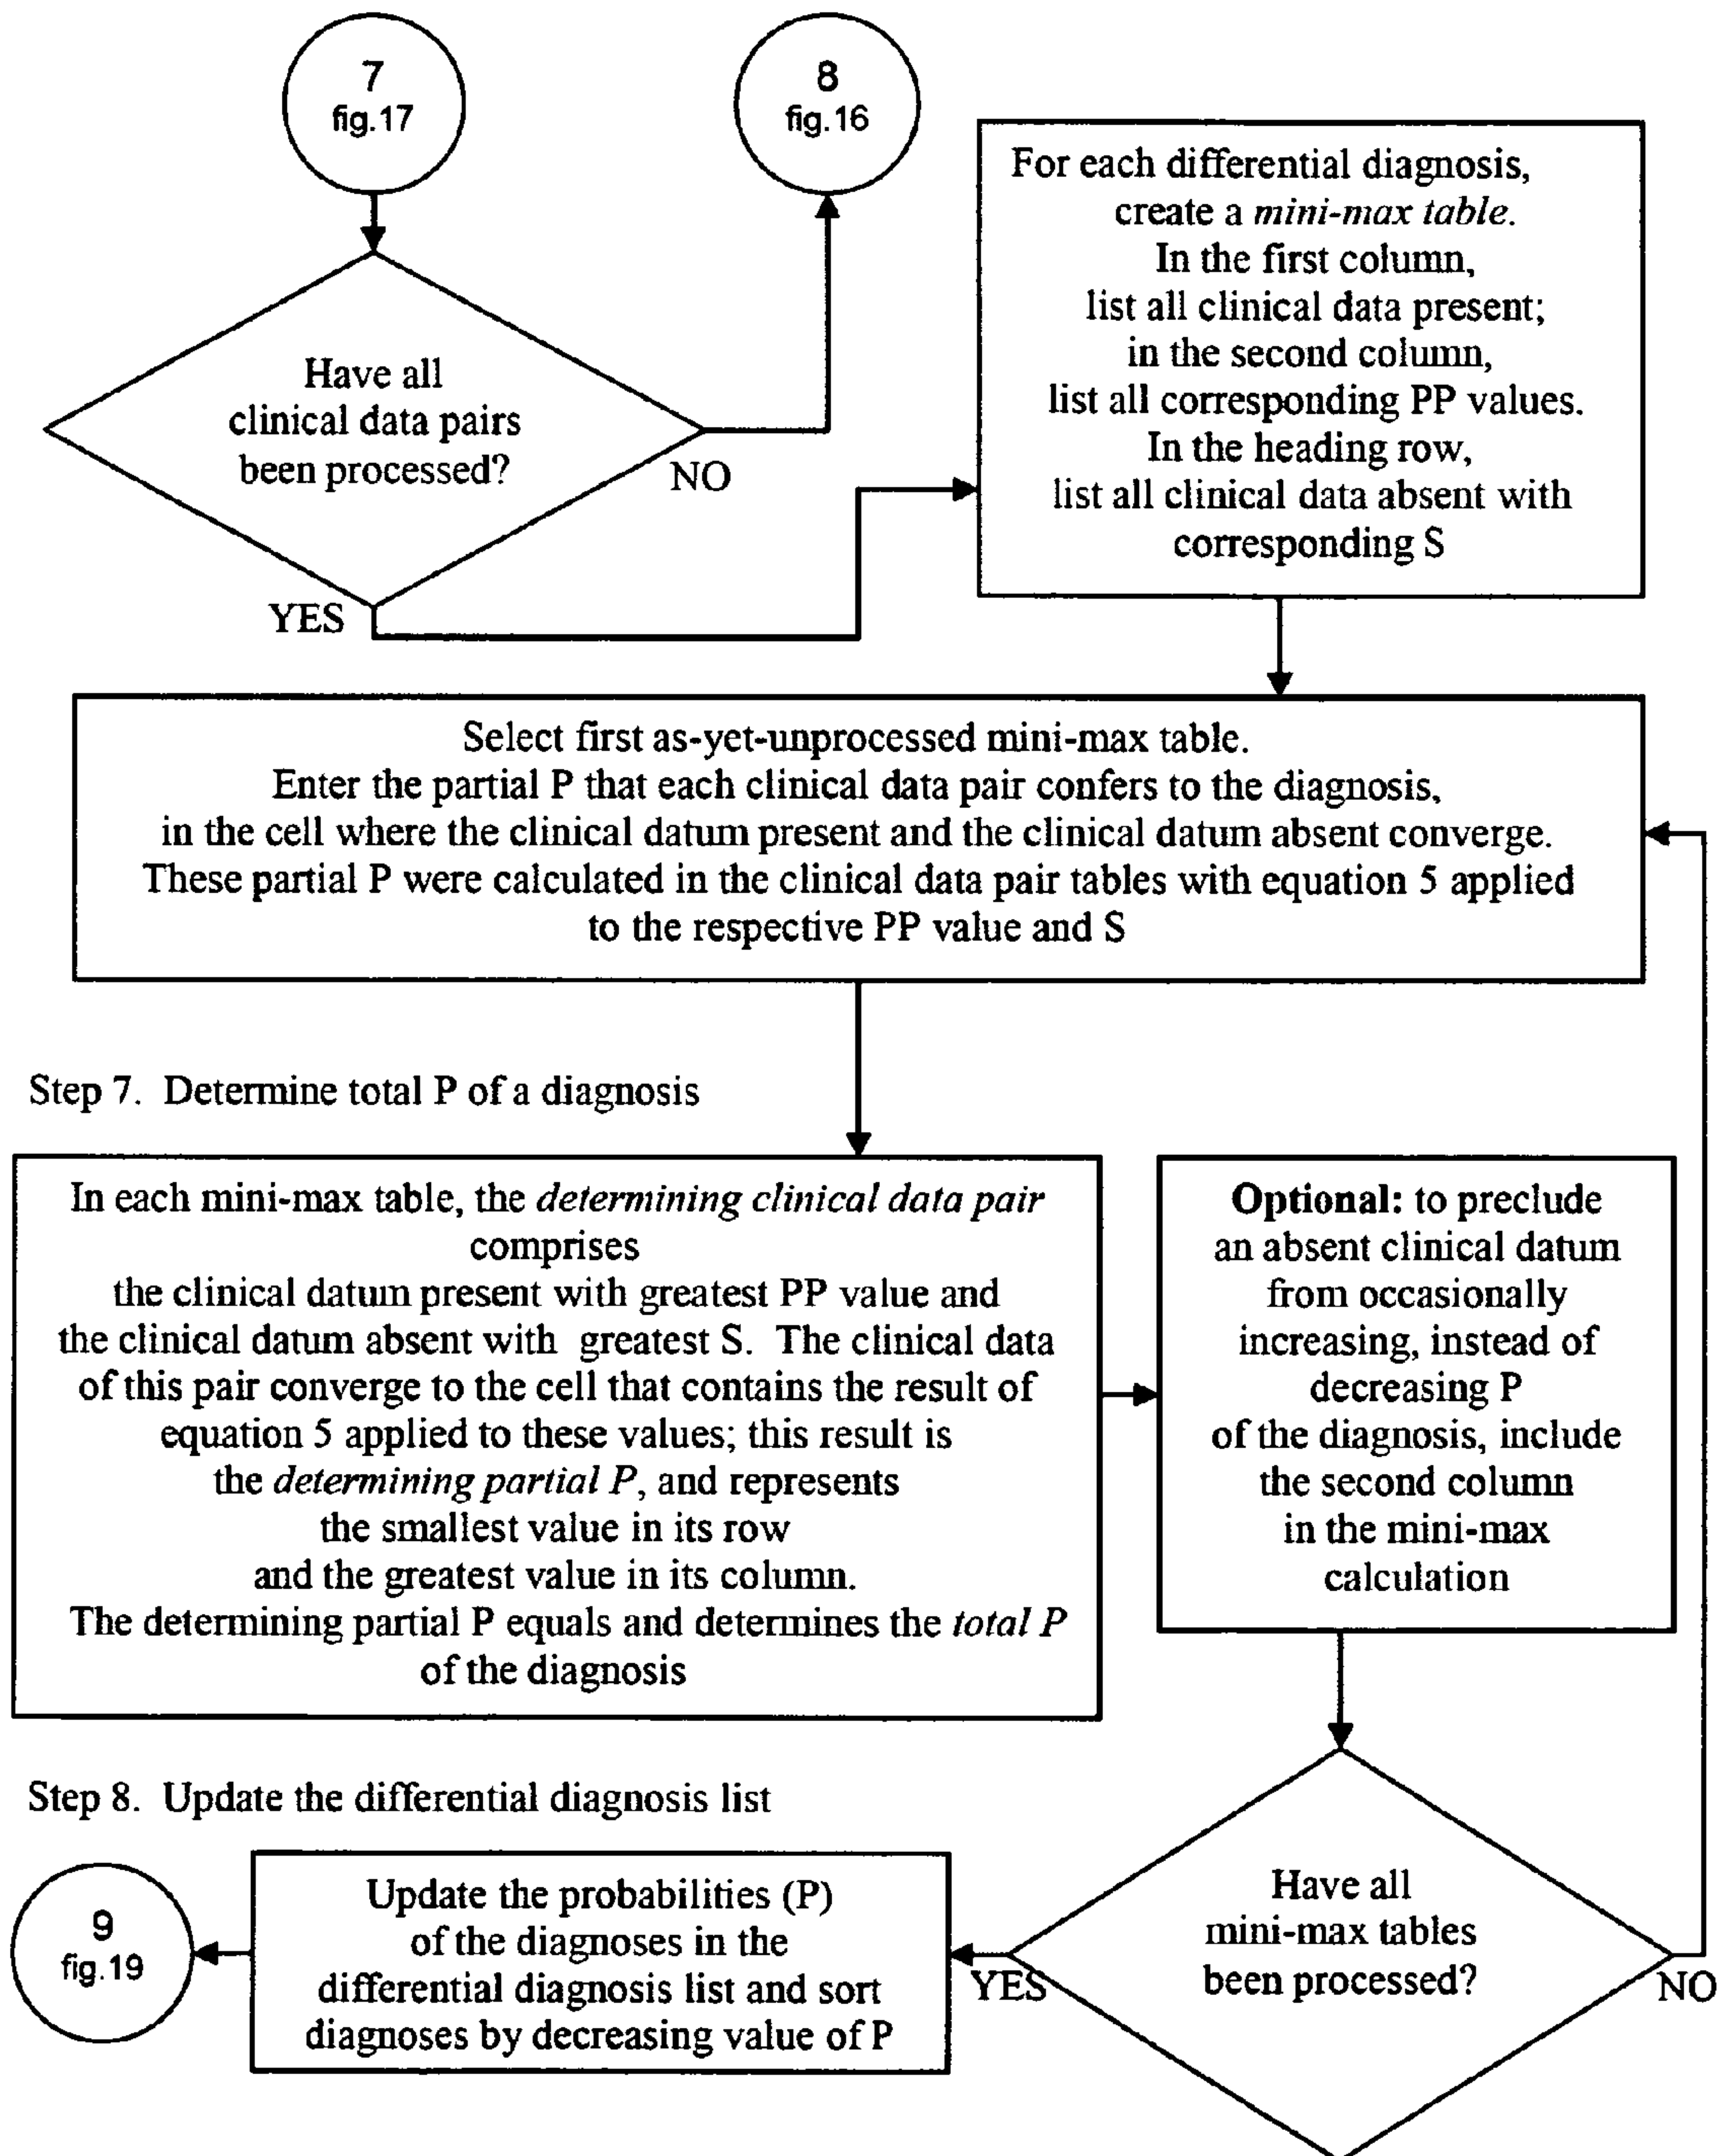 7
fig.17
8
fig.16
For each differential diagnosis,
create a mini-max table.
In the first column,
list all clinical data present;
in the second column,
list all corresponding PP values.
In the heading row,
list all clinical data absent with
corresponding S
Have all
clinical data pairs
been processed?
NO
YES
Select first as-yet-unprocessed mini-max table.
Enter the partial P that each clinical data pair confers to the diagnosis,
in the cell where the clinical datum present and the clinical datum absent converge.
These partial P were calculated in the clinical data pair tables with equation 5 applied
to the respective PP value and S
Step 7. Determine total P of a diagnosis
In each mini-max table, the determining clinical data pair
comprises
the clinical datum present with greatest PP value and
the clinical datum absent with greatest S. The clinical data
of this pair converge to the cell that contains the result of
equation 5 applied to these values; this result is
the determining partial P, and represents
the smallest value in its row
and the greatest value in its column.
The determining partial P equals and determines the total P
of the diagnosis
Optional: to preclude
an absent clinical datum
from occasionally
increasing, instead of
decreasing P
of the diagnosis, include
the second column
in the mini-max
calculation
Step 8. Update the differential diagnosis list
Have all
mini-max tables
been processed?
YES
NO
Update the probabilities (P)
of the diagnoses in the
differential diagnosis list and sort
diagnoses by decreasing value of P
9
fig.19